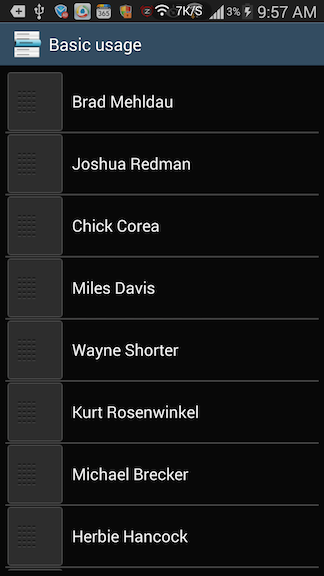 365 7K/S 3% 9:57 AM
Basic usage
Brad Mehldau
Joshua Redman
Chick Corea
Miles Davis
Wayne Shorter
Kurt Rosenwinkel
Michael Brecker
Herbie Hancock